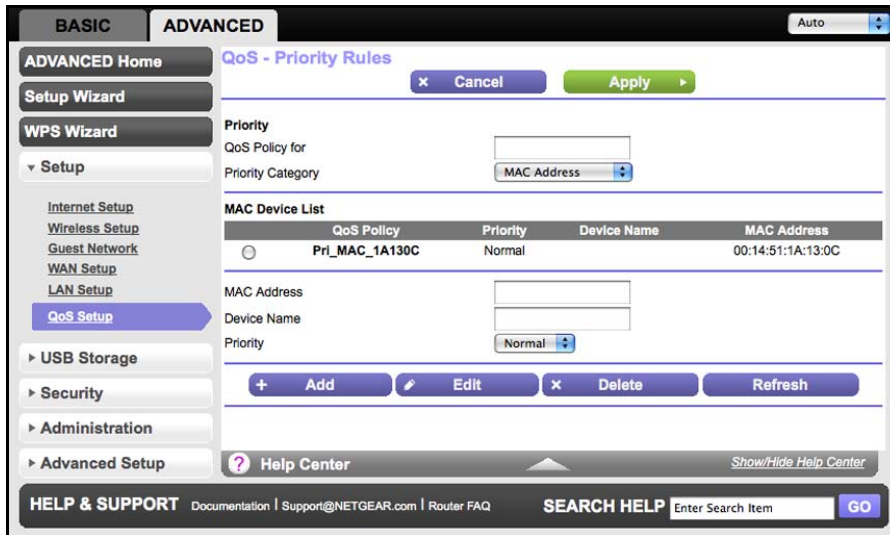 BASIC
ADVANCED
Auto
ADVANCED Home
Setup Wizard
WPS Wizard
Setup
Internet Setup
Wireless Setup
Guest Network
WAN Setup
LAN Setup
QoS Setup
USB Storage
Security
Administration
Advanced Setup
QoS - Priority Rules
Cancel
Apply
Priority
QoS Policy for
Priority Category MAC Address
MAC Device List
QoS Policy Priority Device Name MAC Address
Pri_MAC_1A130C Normal 00:14:51:1A:13:0C
MAC Address
Device Name
Priority Normal
Add Edit Delete Refresh
? Help Center Show/Hide Help Center
HELP & SUPPORT Documentation | Support@NETGEAR.com | Router FAQ SEARCH HELP Enter Search Item GO